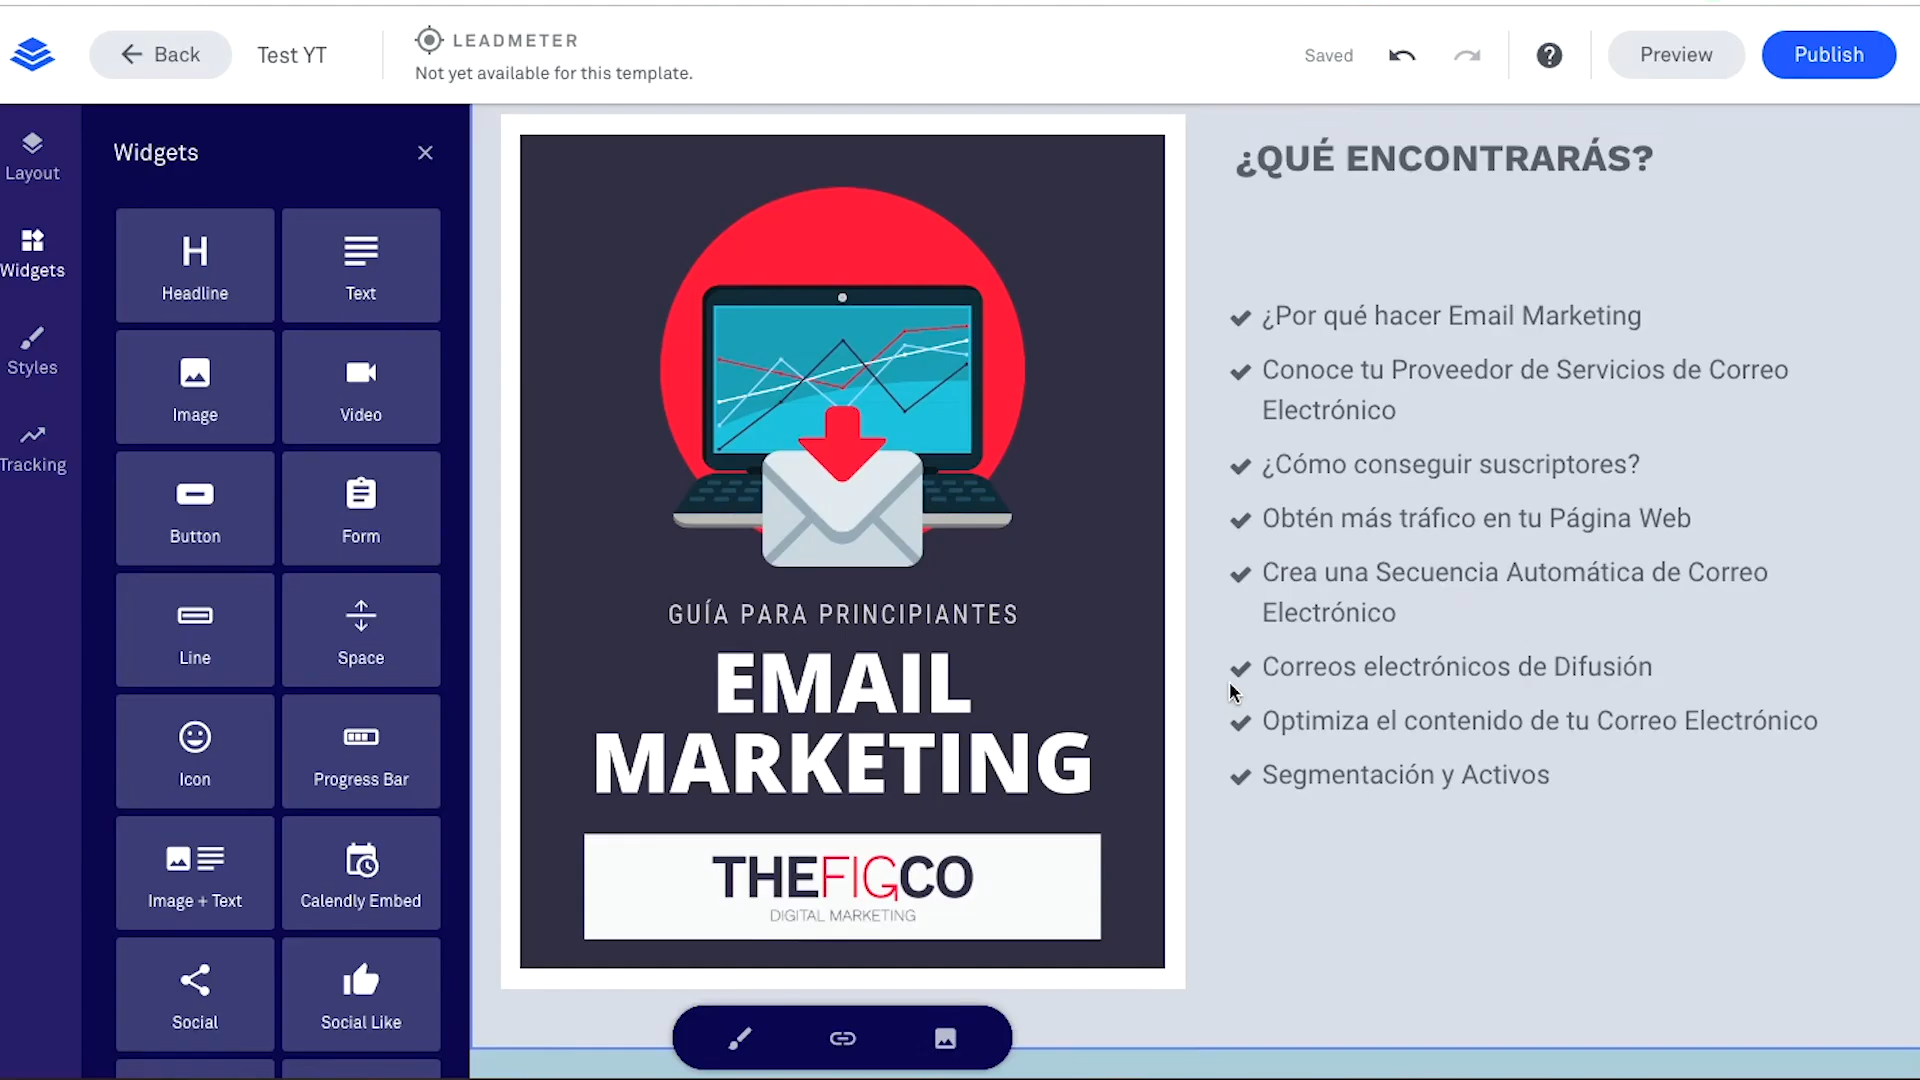 Back
Test YT
LEADMETER
Not yet available for this template.
Saved
Preview
Publish
Layout
Widgets
Styles
Tracking
Widgets
Headline
Text
Image
Video
Button
Form
Line
Space
Icon
Progress Bar
Image + Text
Calendly Embed
Social
Social Like
GUÍA PARA PRINCIPIANTES
EMAIL
MARKETING
THEFIGCO
DIGITAL MARKETING
¿QUÉ ENCONTRARÁS?
¿Por qué hacer Email Marketing
Conoce tu Proveedor de Servicios de Correo
Electrónico
¿Cómo conseguir suscriptores?
Obtén más tráfico en tu Página Web
Crea una Secuencia Automática de Correo
Electrónico
Correos electrónicos de Difusión
Optimiza el contenido de tu Correo Electrónico
Segmentación y Activos